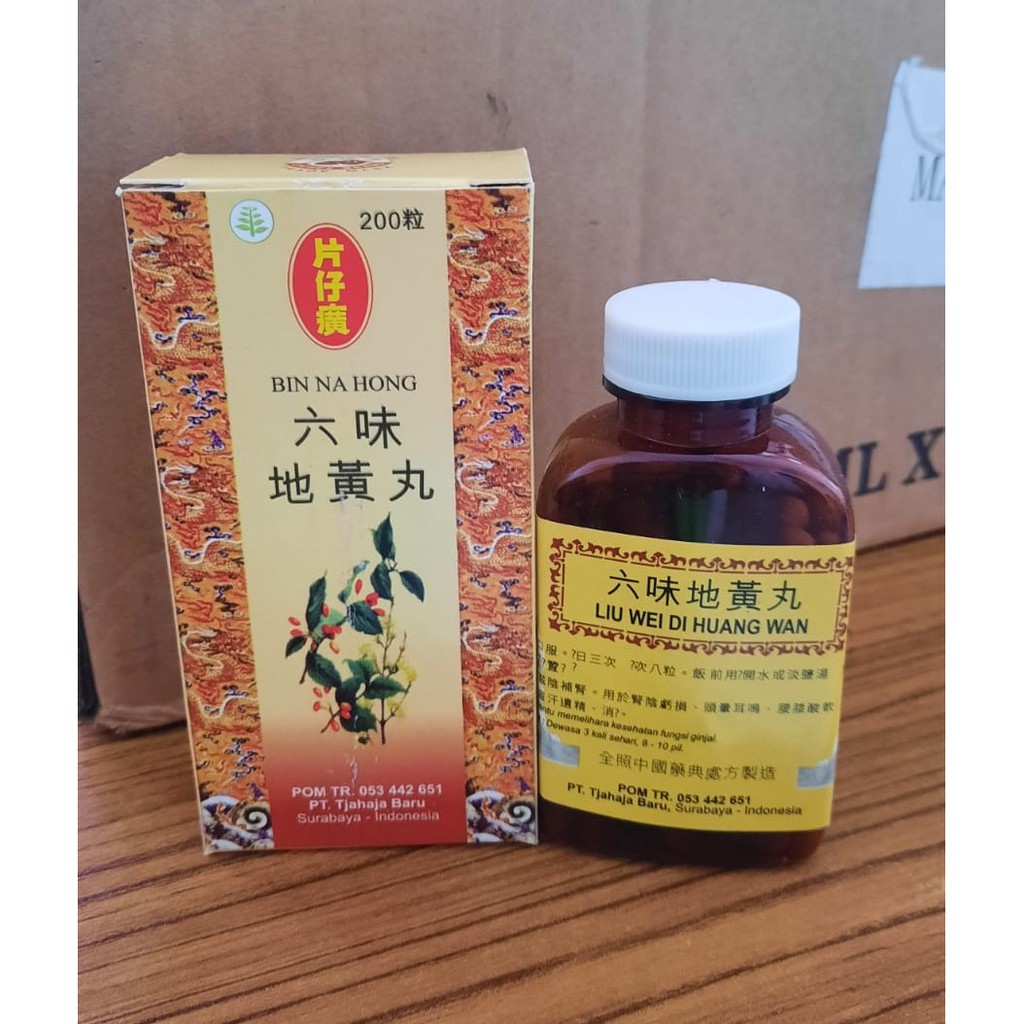 200粒
片仔癀
BIN NA HONG
六味
地黃丸
POM TR. 053 442 651
PT. Tjahaja Baru
Surabaya - Indonesia
六味地黃丸
LIU WEI DI HUANG WAN
服。?日三次 ?次八粒。飯前用?開水或淡鹽湯
?
陰補腎。用於腎陰虧損、頭暈耳鳴、腰膝酸軟
汗遺精、消?。
memelihara kesehatan fungsi ginjal.
Dewasa 3 kali sehari, 8 - 10 pil.
全照中國藥典處方製造
POM TR. 053 442 651
PT. Tjahaja Baru, Surabaya - Indonesia
ML X